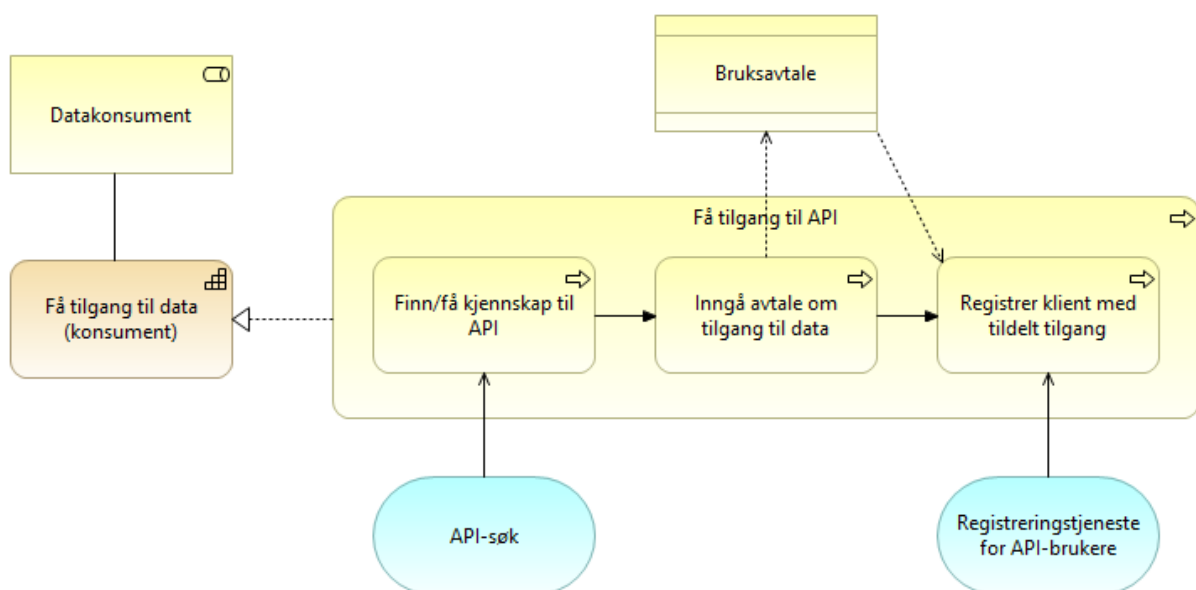 Datakonsument
Bruksavtale
Få tilgang til API
Få tilgang til data
(konsument)
Finn/få kjennskap til
API
Inngå avtale om
tilgang til data
Registrer klient med
tildelt tilgang
API-søk
Registreringstjeneste
for API-brukere